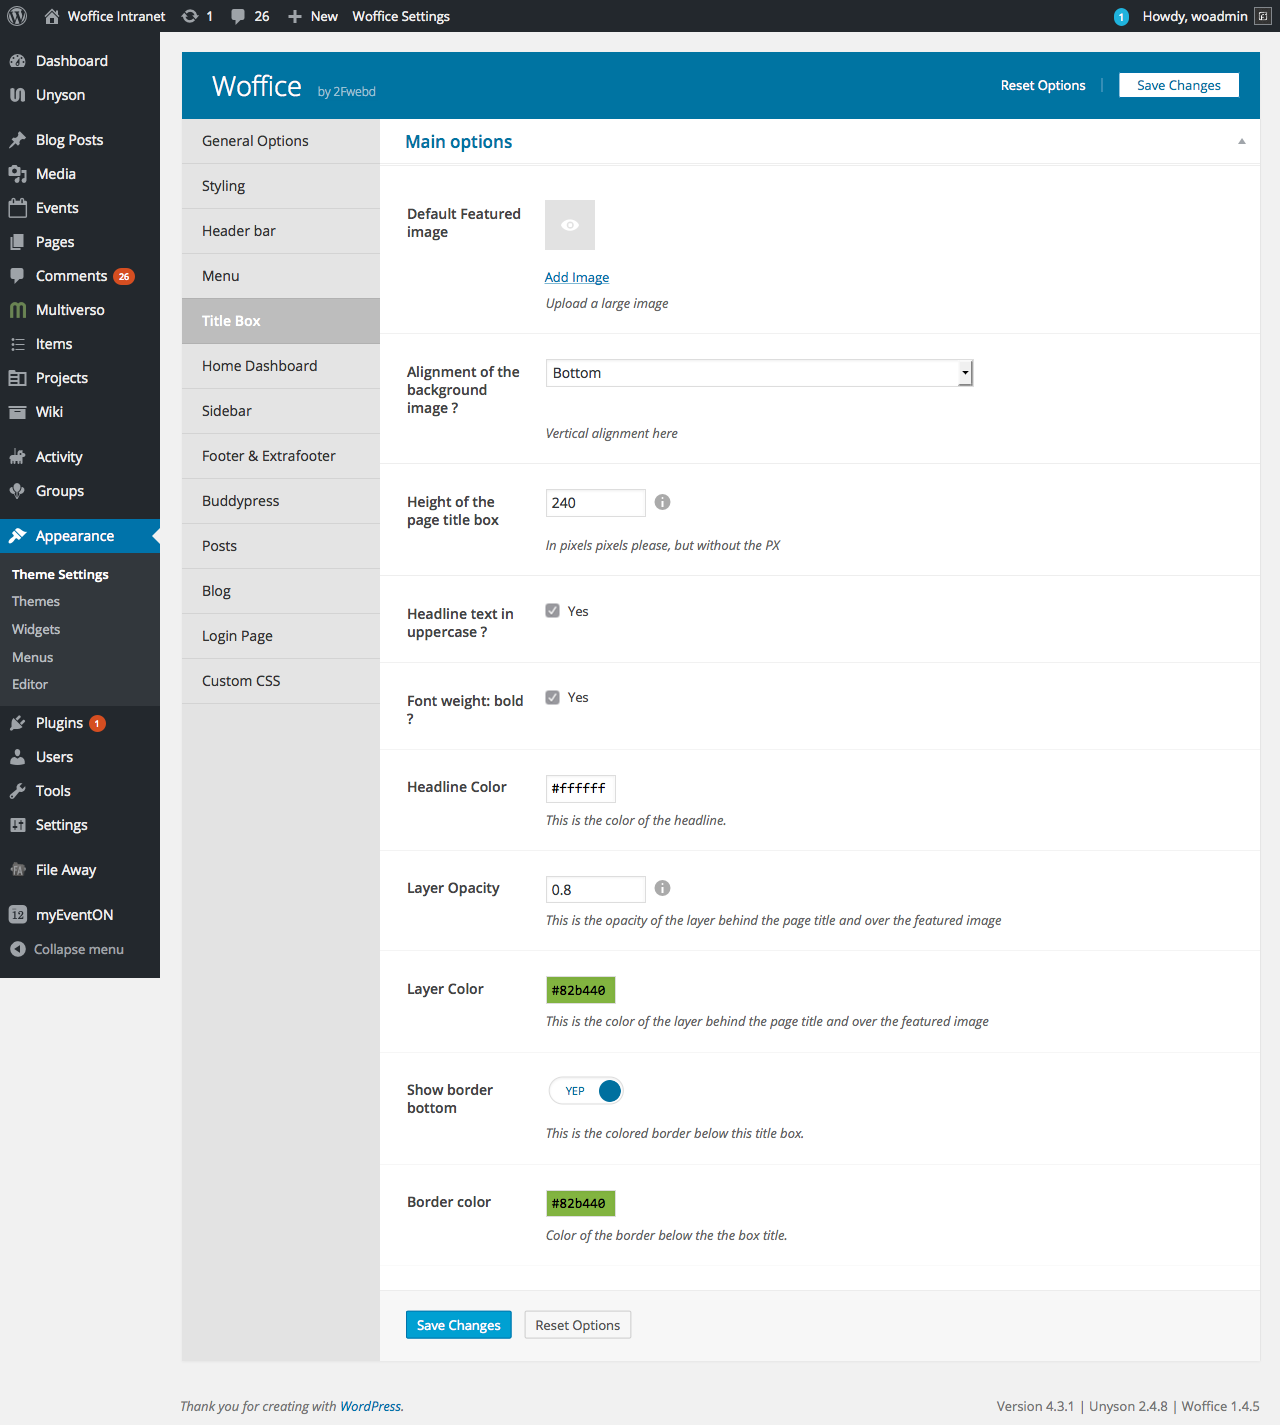 Woffice Intranet 1 26 New Woffice Settings 1 Howdy, woadmin
Dashboard
Unyson
Blog Posts
Media
Events
Pages
Comments 26
Multiverso
Items
Projects
Wiki
Activity
Groups
Appearance
Theme Settings
Themes
Widgets
Menus
Editor
Plugins 1
Users
Tools
Settings
FA File Away
12 myEventON
Collapse menu
Woffice by 2Fwebd Reset Options | Save Changes
General Options
Styling
Header bar
Menu
Title Box
Home Dashboard
Sidebar
Footer & Extrafooter
Buddypress
Posts
Blog
Login Page
Custom CSS
Main options
Default Featured
image
Add Image
Upload a large image
Alignment of the
background
image ?
Bottom
Vertical alignment here
Height of the
page title box
240
In pixels pixels please, but without the PX
Headline text in
uppercase ?
Yes
Font weight: bold
?
Yes
Headline Color
#ffffff
This is the color of the headline.
Layer Opacity
0.8
This is the opacity of the layer behind the page title and over the featured image
Layer Color
#82b440
This is the color of the layer behind the page title and over the featured image
Show border
bottom
YEP
This is the colored border below this title box.
Border color
#82b440
Color of the border below the the box title.
Save Changes Reset Options
Thank you for creating with WordPress. Version 4.3.1 | Unyson 2.4.8 | Woffice 1.4.5